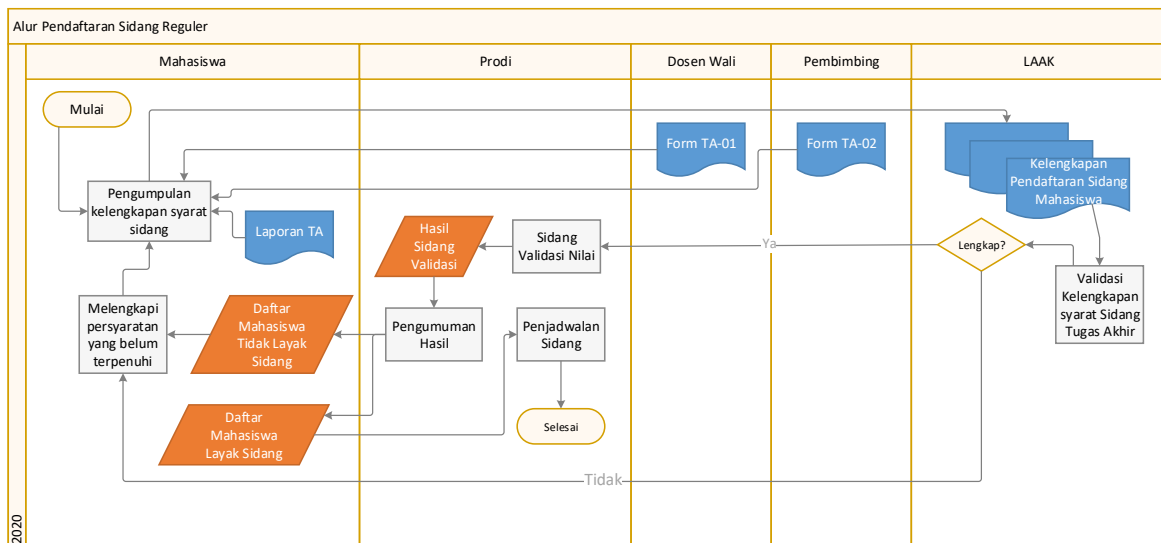 Alur Pendaftaran Sidang Reguler
Mahasiswa
Prodi
Dosen Wali
Pembimbing
LAAK
Mulai
Form TA-01
Form TA-02
Kelengkapan
Pendaftaran Sidang
Mahasiswa
Pengumpulan
kelengkapan syarat
sidang
Laporan TA
Hasil
Sidang
Validasi
Sidang
Validasi Nilai
Ya
Lengkap?
Validasi
Kelengkapan
syarat Sidang
Tugas Akhir
Melengkapi
persyaratan
yang belum
terpenuhi
Daftar
Mahasiswa
Tidak Layak
Sidang
Pengumuman
Hasil
Penjadwalan
Sidang
Daftar
Mahasiswa
Layak Sidang
Selesai
Tidak
2020